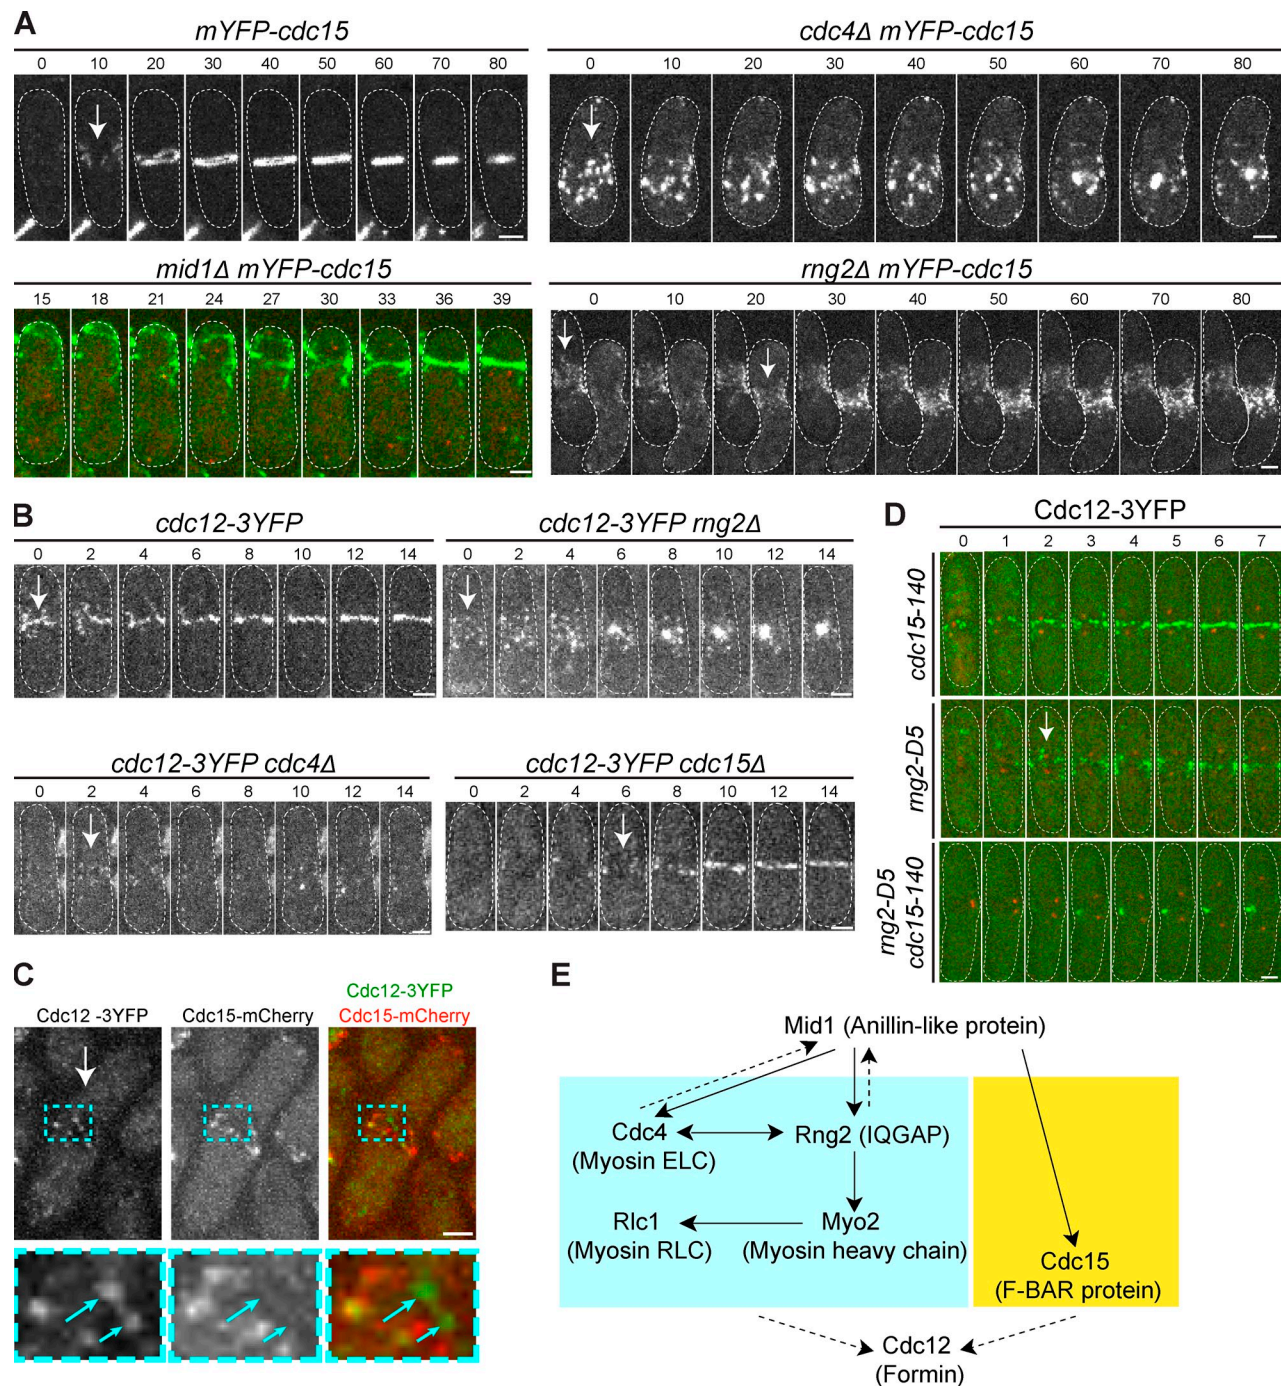 A
mYFP-cdc15
0 10 20 30 40 50 60 70 80
cdc4Δ mYFP-cdc15
0 10 20 30 40 50 60 70 80
mid1Δ mYFP-cdc15
15 18 21 24 27 30 33 36 39
rng2Δ mYFP-cdc15
0 10 20 30 40 50 60 70 80
B
cdc12-3YFP
0 2 4 6 8 10 12 14
cdc12-3YFP rng2Δ
0 2 4 6 8 10 12 14
cdc12-3YFP cdc4Δ
0 2 4 6 8 10 12 14
cdc12-3YFP cdc15Δ
0 2 4 6 8 10 12 14
C
Cdc12 -3YFP
Cdc15-mCherry
Cdc12-3YFP
Cdc15-mCherry
D
Cdc12-3YFP
0 1 2 3 4 5 6 7
cdc15-140
rng2-D5
rng2-D5
cdc15-140
E
Mid1 (Anillin-like protein)
Cdc4
(Myosin ELC)
Rng2 (IQGAP)
Rlc1
(Myosin RLC)
Myo2
(Myosin heavy chain)
Cdc15
(F-BAR protein)
Cdc12
(Formin)